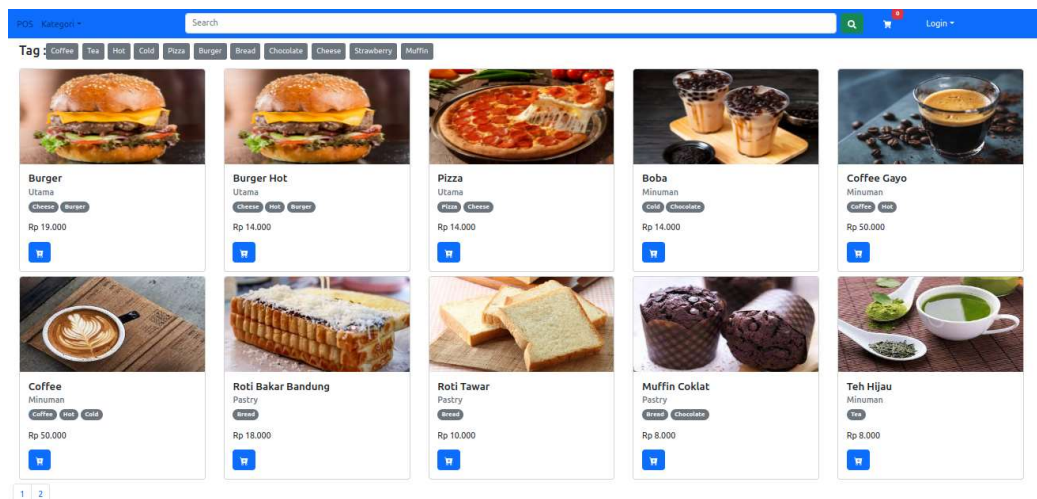 POS Kategori Search 0 Login
Tag : Coffee Tea Hot Cold Pizza Burger Bread Chocolate Cheese Strawberry Muffin
Burger
Utama
Cheese Burger
Rp 19.000
Burger Hot
Utama
Cheese Hot Burger
Rp 14.000
Pizza
Utama
Pizza Cheese
Rp 14.000
Boba
Minuman
Cold Chocolate
Rp 14.000
Coffee Gayo
Minuman
Coffee Hot
Rp 50.000
Coffee
Minuman
Coffee Hot Cold
Rp 50.000
Roti Bakar Bandung
Pastry
Bread
Rp 18.000
Roti Tawar
Pastry
Bread
Rp 10.000
Muffin Coklat
Pastry
Bread Chocolate
Rp 8.000
Teh Hijau
Minuman
Tea
Rp 8.000
1 2